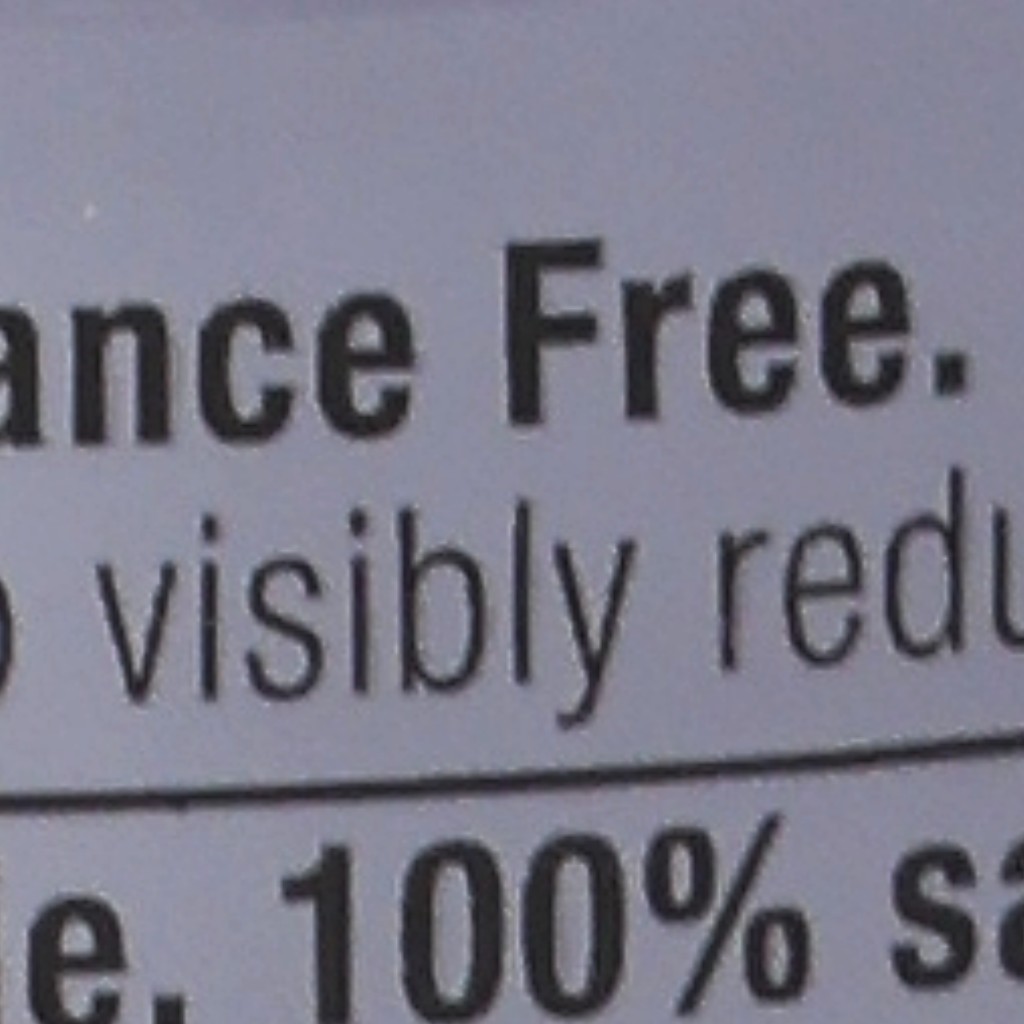 ance Free.
visibly redu
e. 100% sa